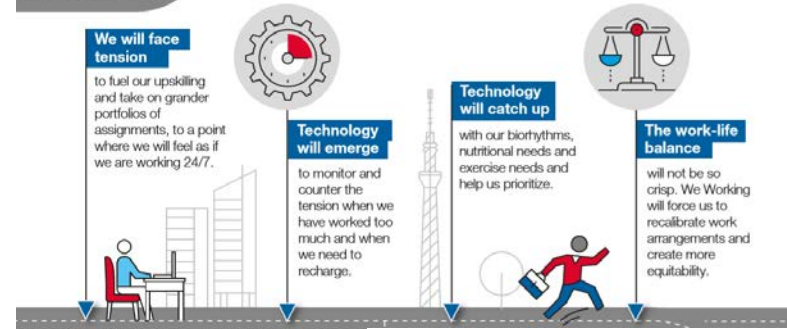 We will face
tension
to fuel our upskilling
and take on grander
portfolios of
assignments, to a point
where we will feel as if
we are working 24/7.
Technology
will emerge
to monitor and
counter the
tension when we
have worked too
much and when
we need to
recharge.
Technology
will catch up
with our biorhythms,
nutritional needs and
exercise needs and
help us prioritize.
The work-life
balance
will not be so
crisp. We Working
will force us to
recalibrate work
arrangements and
create more
equitability.